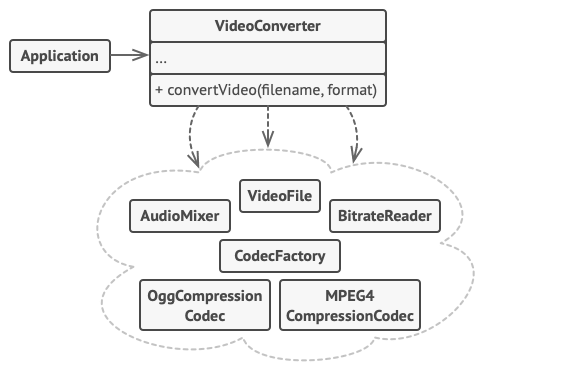 VideoConverter
Application
...
+ convertVideo(filename, format)
VideoFile
AudioMixer
BitrateReader
CodecFactory
OggCompression
Codec
MPEG4
CompressionCodec